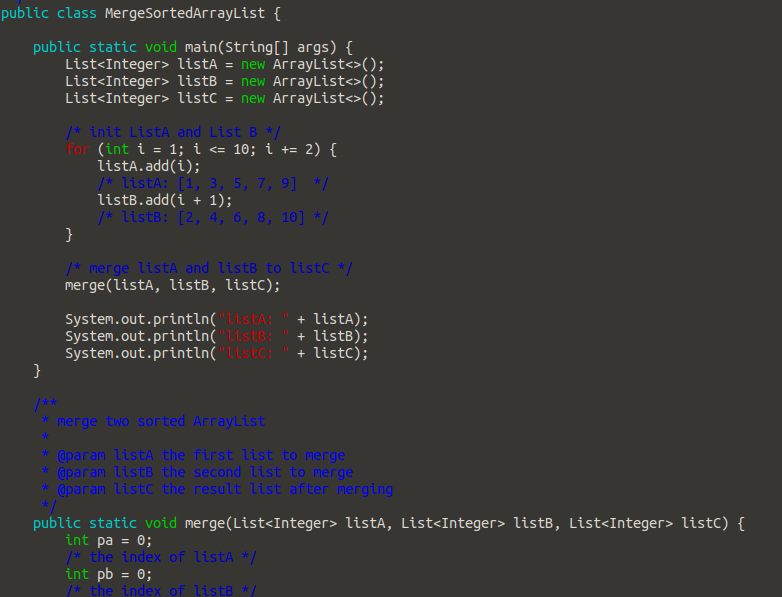 public class MergeSortedArrayList {
public static void main(String[] args) {
List<Integer> listA = new ArrayList<>();
List<Integer> listB = new ArrayList<>();
List<Integer> listC = new ArrayList<>();
/* init ListA and List B */
for (int i = 1; i <= 10; i += 2) {
listA.add(i);
/* listA: [1, 3, 5, 7, 9]  */
listB.add(i + 1);
/* listB: [2, 4, 6, 8, 10] */
}
/* merge listA and listB to listC */
merge(listA, listB, listC);
System.out.println("listA: " + listA);
System.out.println("listB: " + listB);
System.out.println("listC: " + listC);
}
/**
* merge two sorted ArrayList
*
* @param listA the first list to merge
* @param listB the second list to merge
* @param listC the result list after merging
*/
public static void merge(List<Integer> listA, List<Integer> listB, List<Integer> listC) {
int pa = 0;
/* the index of listA */
int pb = 0;
/* the index of listB */